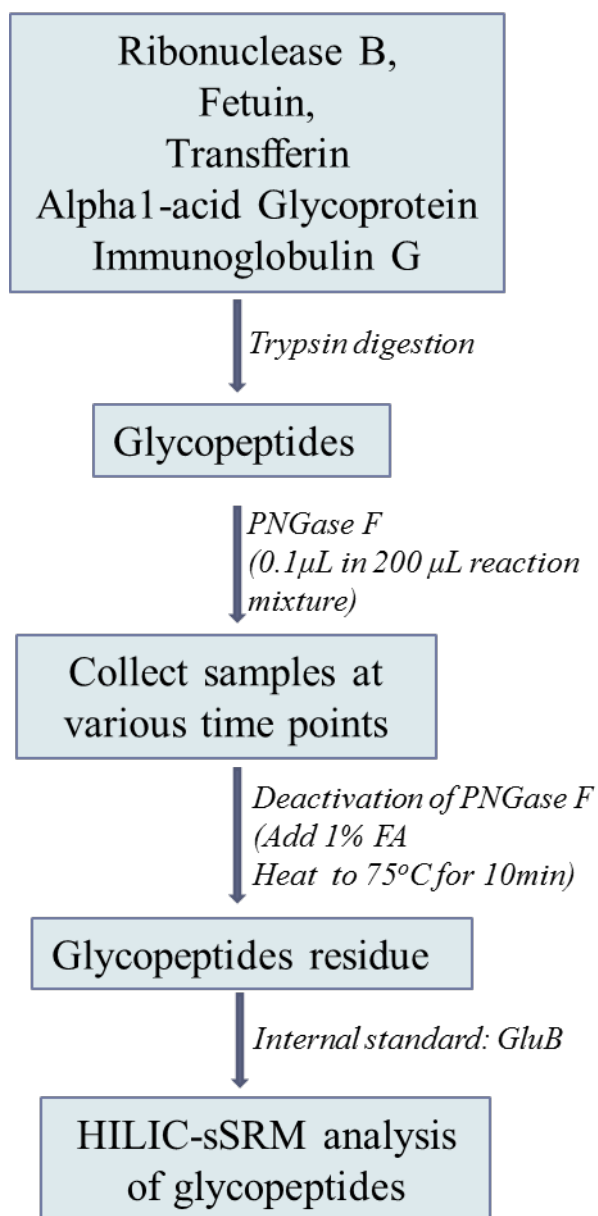 Ribonuclease B,
Fetuin,
Transfferin
Alpha1-acid Glycoprotein
Immunoglobulin G
Trypsin digestion
Glycopeptides
PNGase F
(0.1μL in 200 μL reaction
mixture)
Collect samples at
various time points
Deactivation of PNGase F
(Add 1% FA
Heat to 75°C for 10min)
Glycopeptides residue
Internal standard: GluB
HILIC-sSRM analysis
of glycopeptides